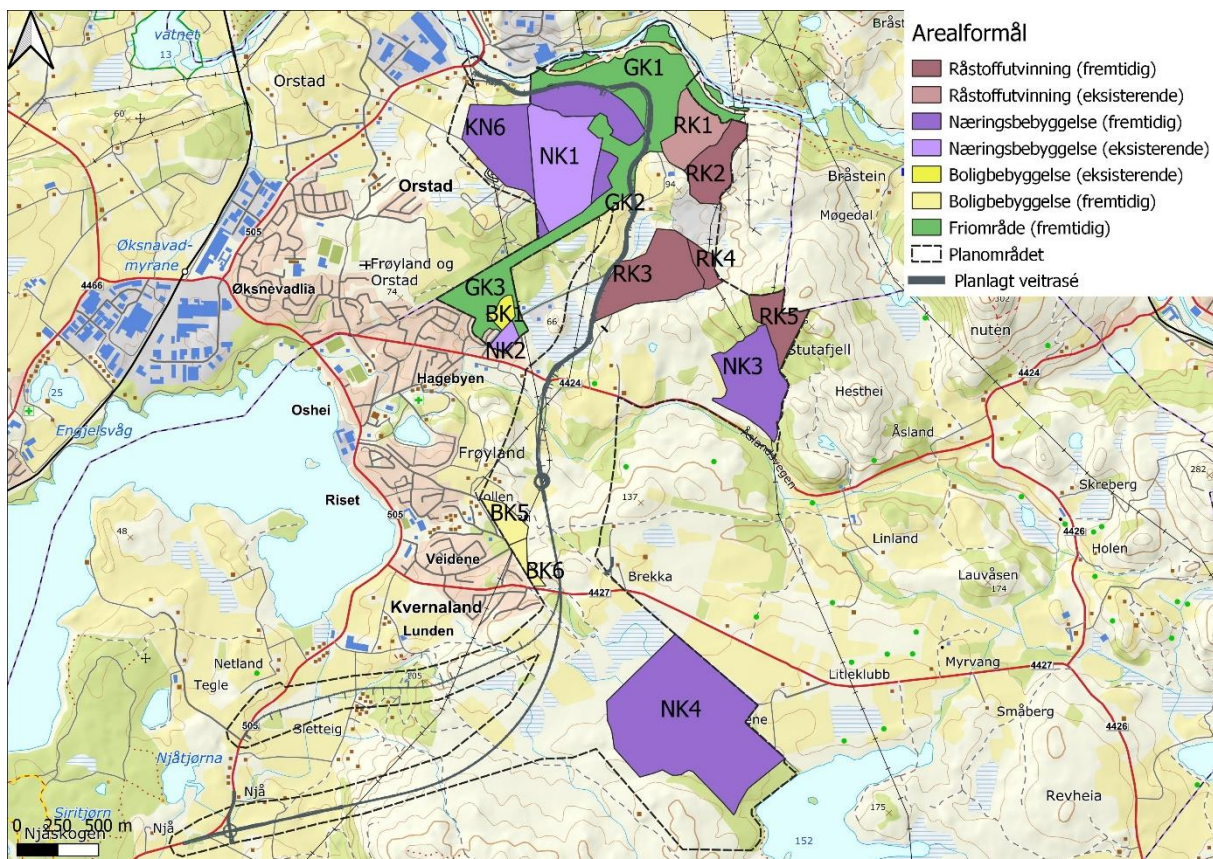 Arealformål
Råstoffutvinning (fremtidig)
Råstoffutvinning (eksisterende)
Næringsbebyggelse (fremtidig)
Næringsbebyggelse (eksisterende)
Boligbebyggelse (eksisterende)
Boligbebyggelse (fremtidig)
Friområde (fremtidig)
Planområdet
Planlagt veitrasé
vatnet
13
Orstad
60
GK1
KN6
NK1
RK1
RK2
94
Orstad
GK2
505
Øksnavad-
myrane
4466
Øksnevadlia
Frøyland og
Orstad
74
RK3
RK4
GK3
BK1
NK2
66
RK5
NK3
Stutafjell
Bråstein
Møgedal
302
nuten
Hesthei
4424
Åsland
Hagebyen
4424
Åslandsvegen
25
Engjelsvåg
Oshei
Frøyland
Riset
505
Vollen
BK5
137
Skreberg
282
4426
Linland
Holen
48
Veidene
BK6
Brekka
Lauvåsen
174
Kvernaland
4427
Lunden
Netland
Tegle
105
Litleklubb
Myrvang
4427
NK4
ene
Småberg
4426
505
Sletteig
Njåtjørna
Siritjørn
Njå
Njå
Revheia
175
152
0 250 500 m
Njåskogen